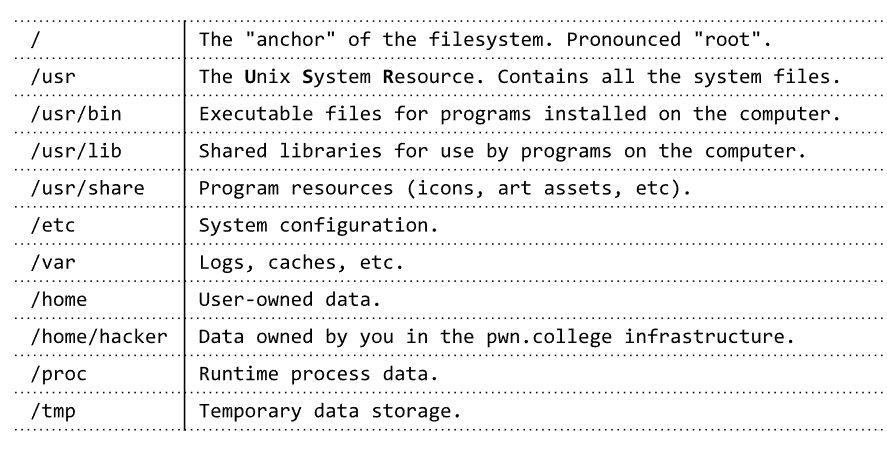 / The "anchor" of the filesystem. Pronounced "root".
/usr The Unix System Resource. Contains all the system files.
/usr/bin Executable files for programs installed on the computer.
/usr/lib Shared libraries for use by programs on the computer.
/usr/share Program resources (icons, art assets, etc).
/etc System configuration.
/var Logs, caches, etc.
/home User-owned data.
/home/hacker Data owned by you in the pwn.college infrastructure.
/proc Runtime process data.
/tmp Temporary data storage.